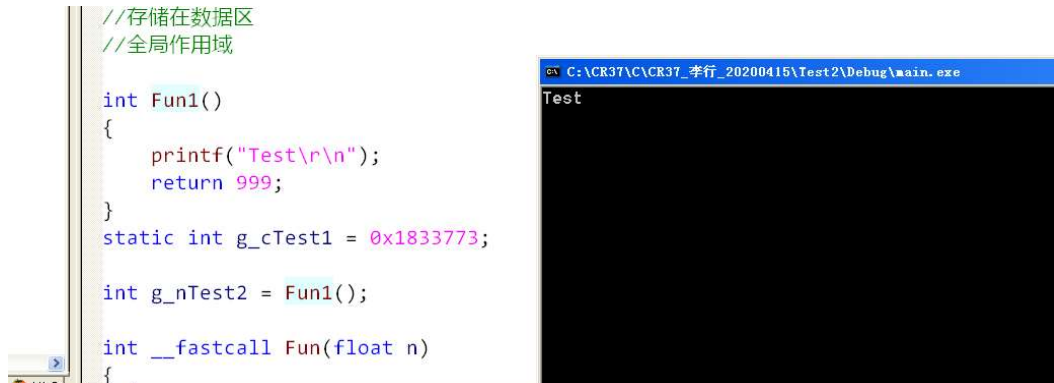 //存储在数据区
//全局作用域
int Fun1()
{
printf("Test\r\n");
return 999;
}
static int g_cTest1 = 0x1833773;
int g_nTest2 = Fun1();
int __fastcall Fun(float n)
{
C:\CR37\C\CR37_李行_20200415\Test2\Debug\main.exe
Test